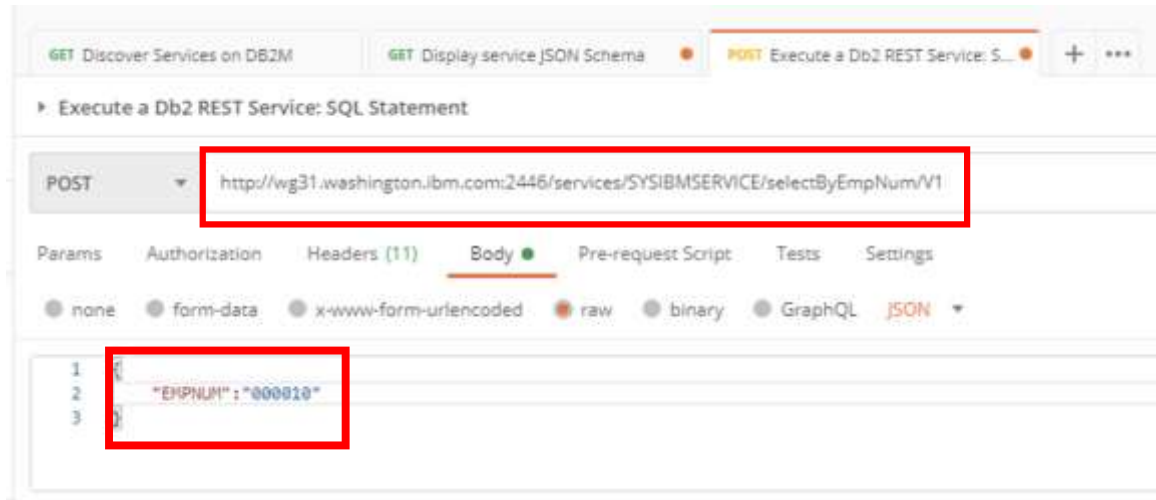 GET Discover Services on DB2M GET Display service JSON Schema POST Execute a Db2 REST Service: S... + •••
Execute a Db2 REST Service: SQL Statement
POST http://wg31.washington.ibm.com:2446/services/SYSIBMSERVICE/selectByEmpNum/V1
Params Authorization Headers (11) Body Pre-request Script Tests Settings
none form-data x-www-form-urlencoded raw binary GraphQL JSON
1 {
2 "EMPNUM":"000010"
3 }